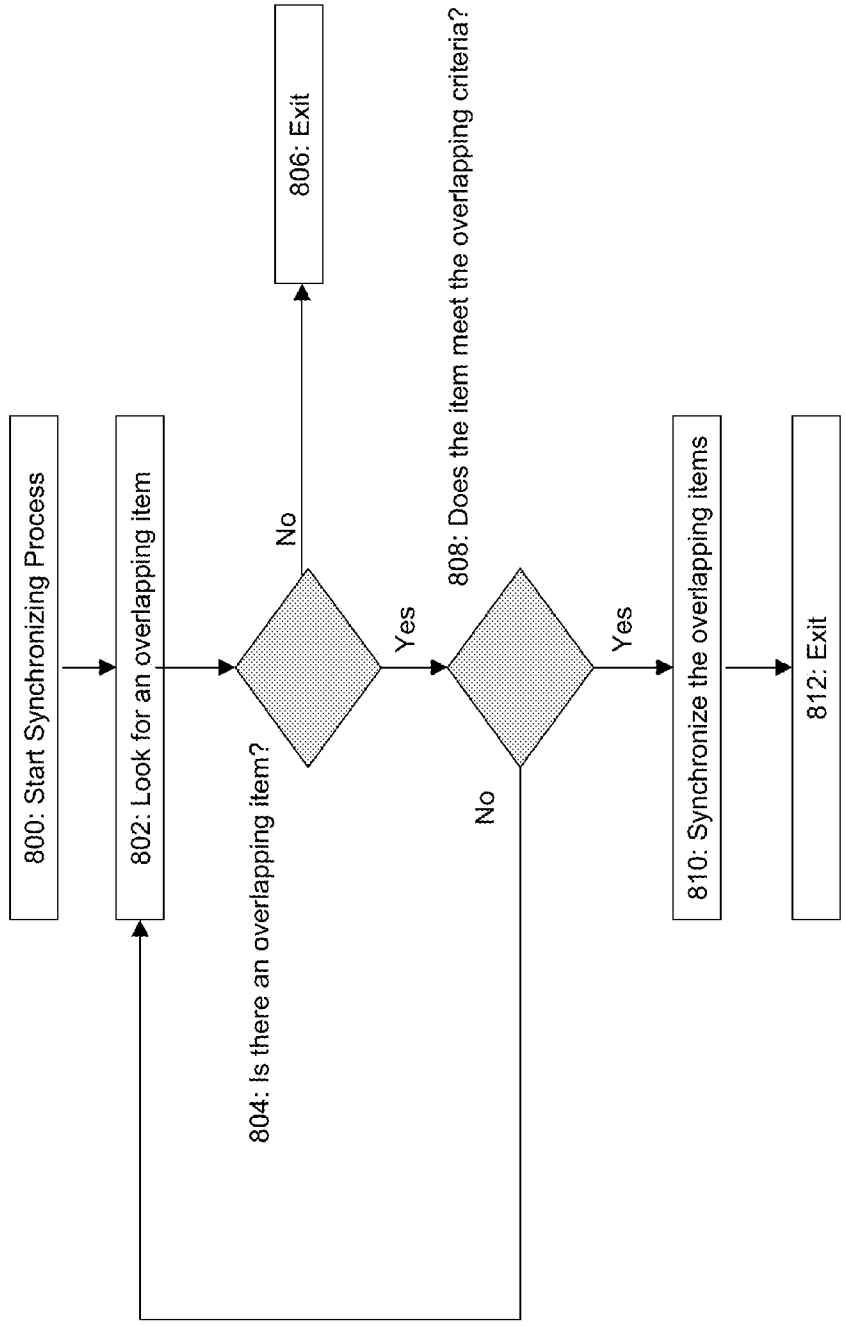 800: Start Synchronizing Process
802: Look for an overlapping item
804: Is there an overlapping item?
No
806: Exit
Yes
808: Does the item meet the overlapping criteria?
No
Yes
810: Synchronize the overlapping items
812: Exit